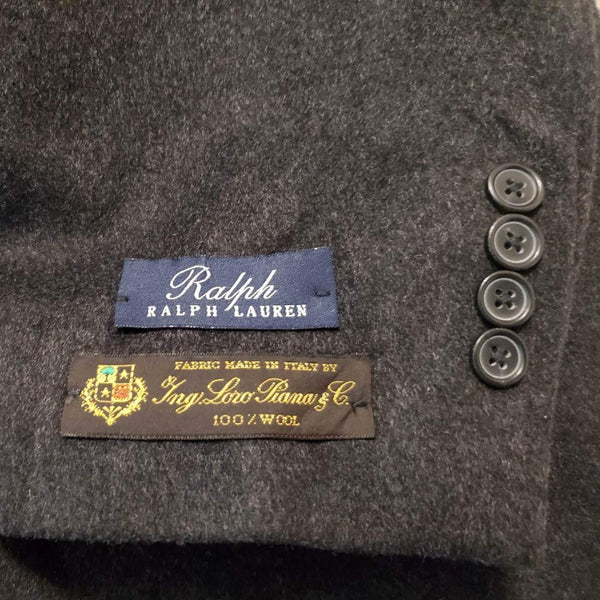 Ralph
RALPH LAUREN
FABRIC MADE IN ITALY BY
Ing. Loro Piana & C.
100% WOOL